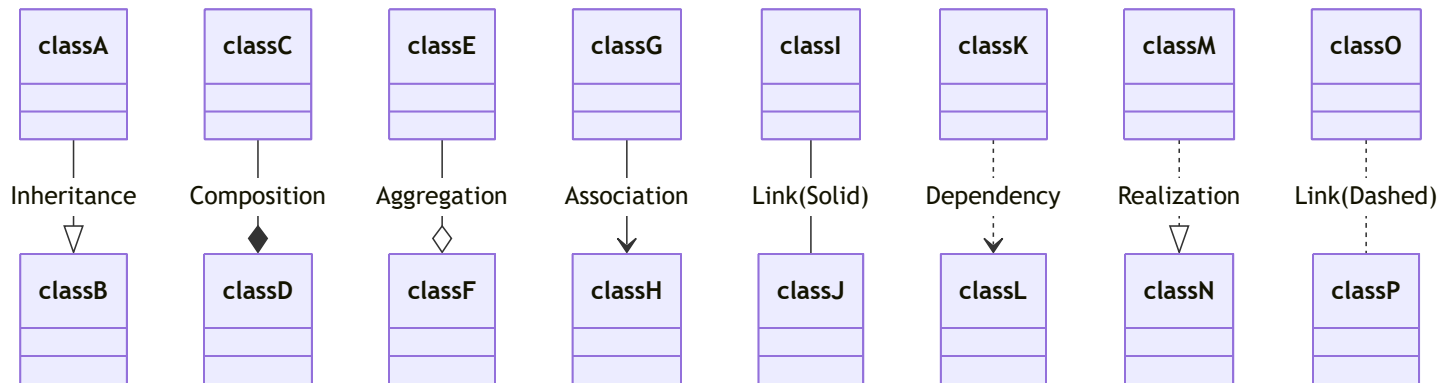 classA classC classE classG classI classK classM classO
Inheritance Composition Aggregation Association Link(Solid) Dependency Realization Link(Dashed)
classB classD classF classH classJ classL classN classP